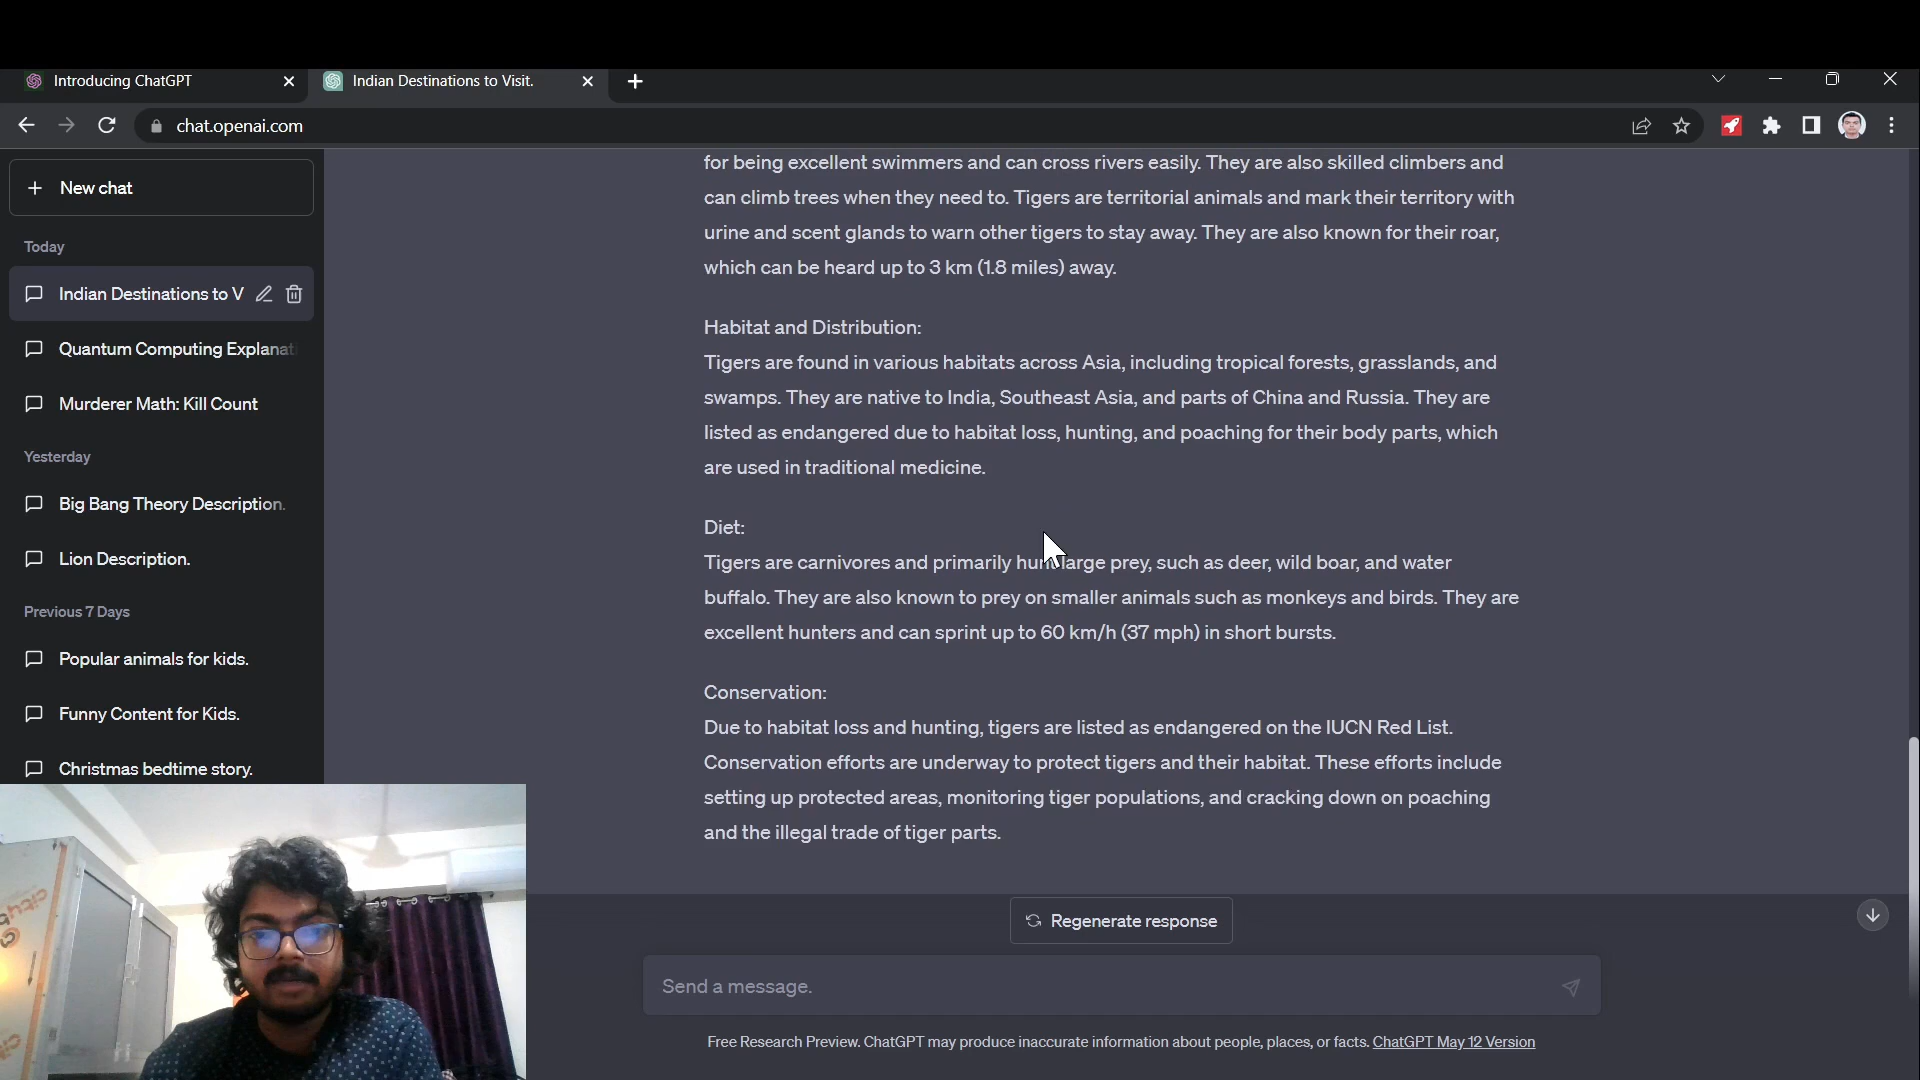 Introducing ChatGPT
Indian Destinations to Visit.
chat.openai.com
New chat
Today
Indian Destinations to V
Quantum Computing Explanati
Murderer Math: Kill Count
Yesterday
Big Bang Theory Description.
Lion Description.
Previous 7 Days
Popular animals for kids.
Funny Content for Kids.
Christmas bedtime story.
for being excellent swimmers and can cross rivers easily. They are also skilled climbers and
can climb trees when they need to. Tigers are territorial animals and mark their territory with
urine and scent glands to warn other tigers to stay away. They are also known for their roar,
which can be heard up to 3 km (1.8 miles) away.
Habitat and Distribution:
Tigers are found in various habitats across Asia, including tropical forests, grasslands, and
swamps. They are native to India, Southeast Asia, and parts of China and Russia. They are
listed as endangered due to habitat loss, hunting, and poaching for their body parts, which
are used in traditional medicine.
Diet:
Tigers are carnivores and primarily hunt large prey, such as deer, wild boar, and water
buffalo. They are also known to prey on smaller animals such as monkeys and birds. They are
excellent hunters and can sprint up to 60 km/h (37 mph) in short bursts.
Conservation:
Due to habitat loss and hunting, tigers are listed as endangered on the IUCN Red List.
Conservation efforts are underway to protect tigers and their habitat. These efforts include
setting up protected areas, monitoring tiger populations, and cracking down on poaching
and the illegal trade of tiger parts.
Regenerate response
Send a message.
Free Research Preview. ChatGPT may produce inaccurate information about people, places, or facts. ChatGPT May 12 Version